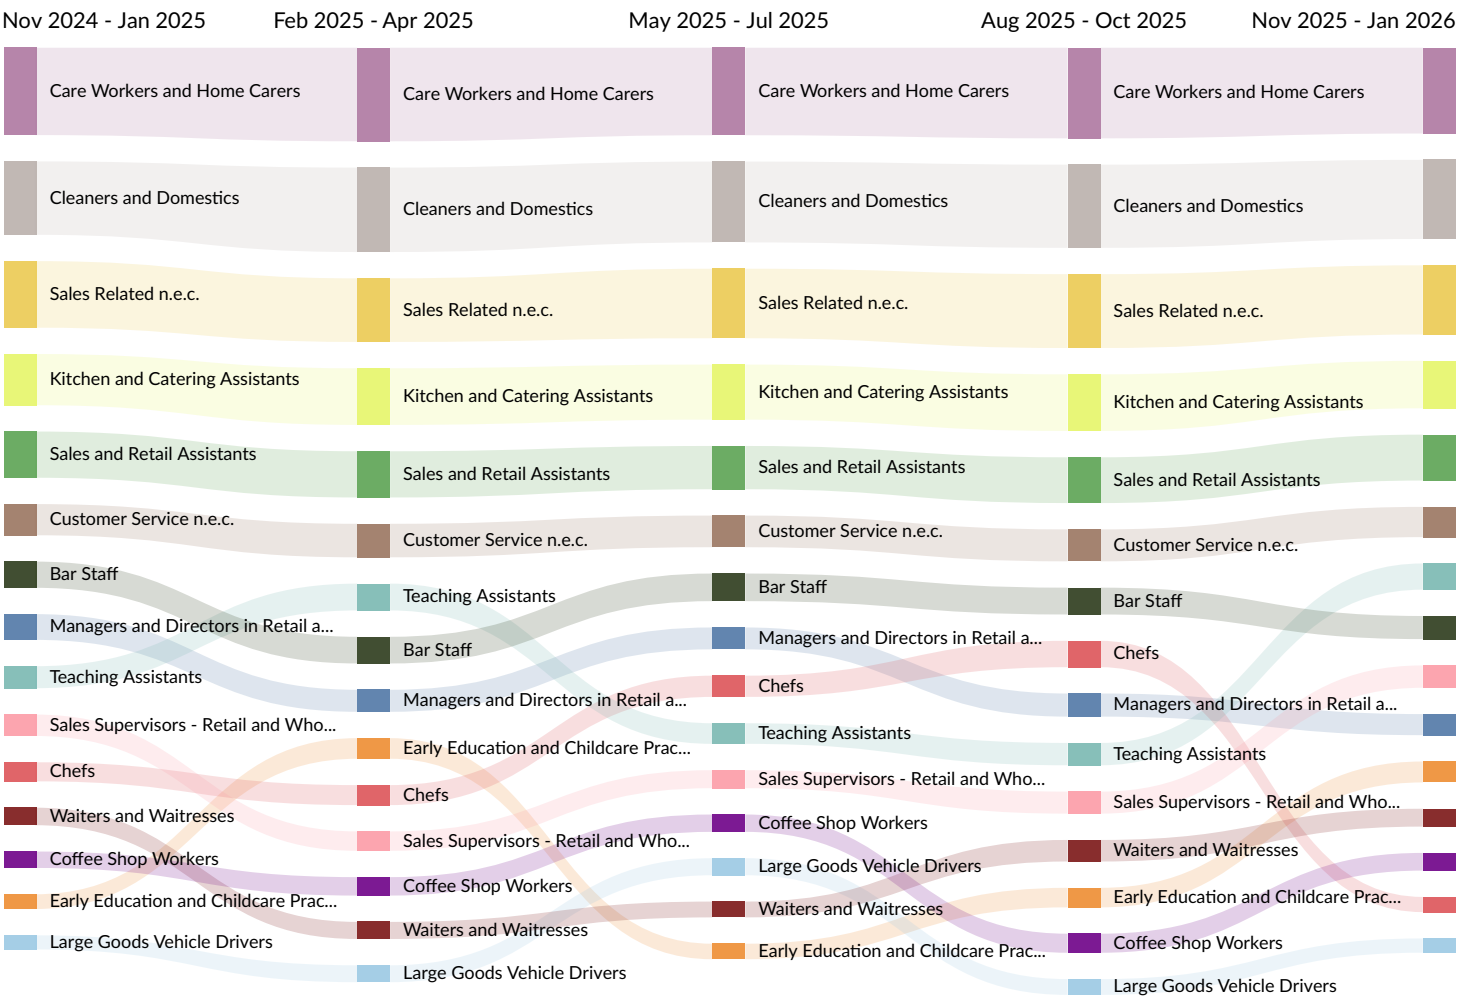 Nov 2024 - Jan 2025
Feb 2025 - Apr 2025
May 2025 - Jul 2025
Aug 2025 - Oct 2025
Nov 2025 - Jan 2026
Care Workers and Home Carers
Cleaners and Domestics
Sales Related n.e.c.
Kitchen and Catering Assistants
Sales and Retail Assistants
Customer Service n.e.c.
Bar Staff
Managers and Directors in Retail a...
Teaching Assistants
Sales Supervisors - Retail and Who...
Chefs
Waiters and Waitresses
Coffee Shop Workers
Early Education and Childcare Prac...
Large Goods Vehicle Drivers
Care Workers and Home Carers
Cleaners and Domestics
Sales Related n.e.c.
Kitchen and Catering Assistants
Sales and Retail Assistants
Customer Service n.e.c.
Teaching Assistants
Bar Staff
Managers and Directors in Retail a...
Early Education and Childcare Prac...
Chefs
Sales Supervisors - Retail and Who...
Coffee Shop Workers
Waiters and Waitresses
Large Goods Vehicle Drivers
Care Workers and Home Carers
Cleaners and Domestics
Sales Related n.e.c.
Kitchen and Catering Assistants
Sales and Retail Assistants
Customer Service n.e.c.
Bar Staff
Managers and Directors in Retail a...
Chefs
Teaching Assistants
Sales Supervisors - Retail and Who...
Coffee Shop Workers
Large Goods Vehicle Drivers
Waiters and Waitresses
Early Education and Childcare Prac...
Care Workers and Home Carers
Cleaners and Domestics
Sales Related n.e.c.
Kitchen and Catering Assistants
Sales and Retail Assistants
Customer Service n.e.c.
Bar Staff
Chefs
Managers and Directors in Retail a...
Teaching Assistants
Sales Supervisors - Retail and Who...
Waiters and Waitresses
Early Education and Childcare Prac...
Coffee Shop Workers
Large Goods Vehicle Drivers